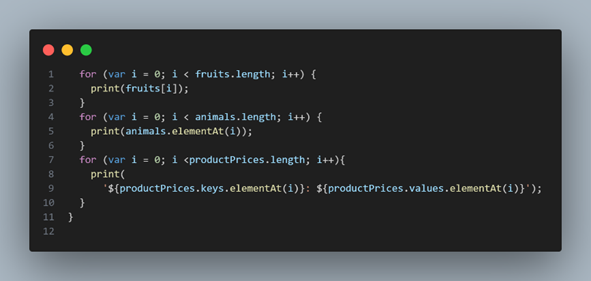 1   for (var i = 0; i < fruits.length; i++) {
2     print(fruits[i]);
3   }
4   for (var i = 0; i < animals.length; i++) {
5     print(animals.elementAt(i));
6   }
7   for (var i = 0; i <productPrices.length; i++){
8     print(
9       '${productPrices.keys.elementAt(i)}: ${productPrices.values.elementAt(i)}');
10   }
11 }
12